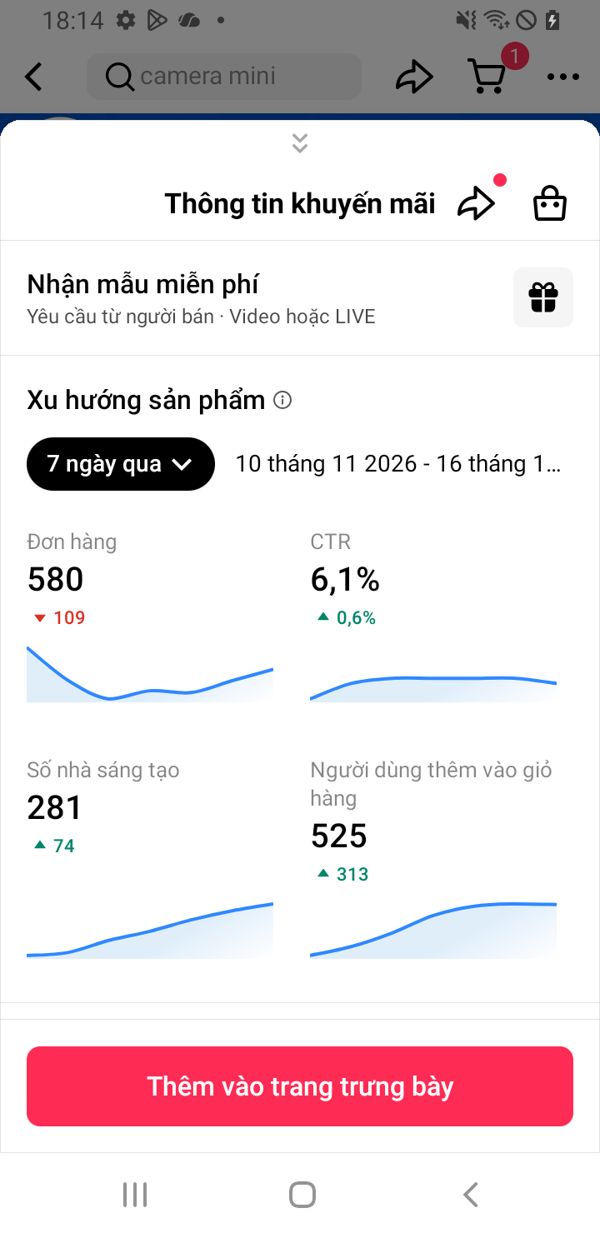 18:14
camera mini
1
Thông tin khuyến mãi
Nhận mẫu miễn phí
Yêu cầu từ người bán · Video hoặc LIVE
Xu hướng sản phẩm
7 ngày qua
10 tháng 11 2026 - 16 tháng 1...
Đơn hàng
580
109
CTR
6,1%
0,6%
Số nhà sáng tạo
281
74
Người dùng thêm vào giỏ
hàng
525
313
Thêm vào trang trưng bày